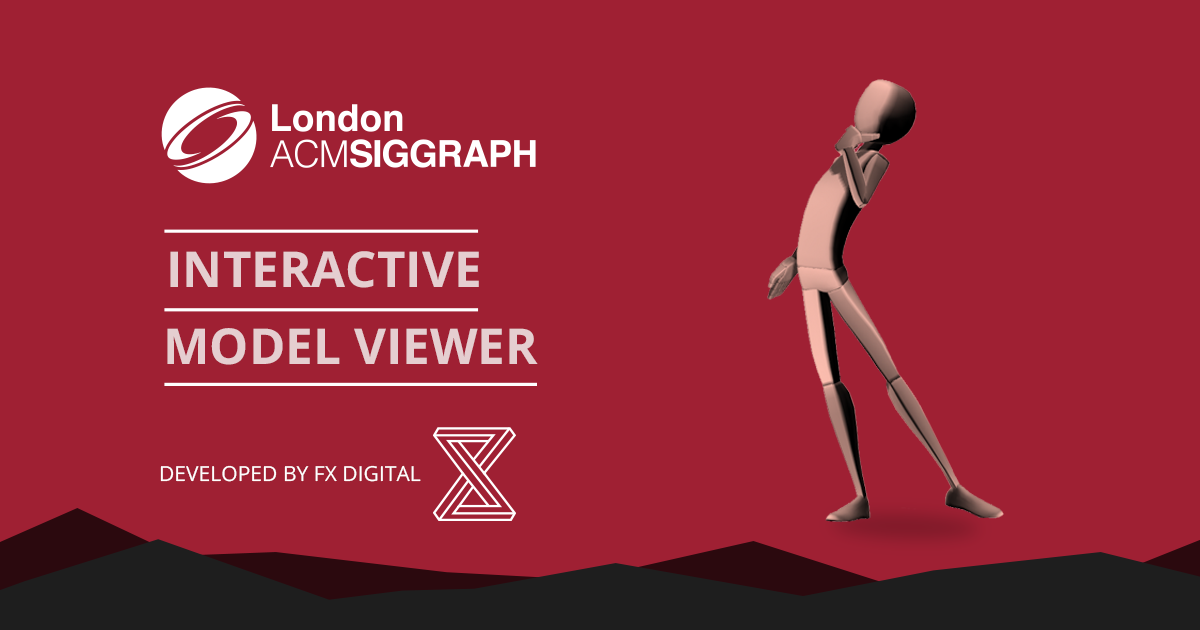 London
ACMSIGGRAPH
INTERACTIVE
MODEL VIEWER
DEVELOPED BY FX DIGITAL